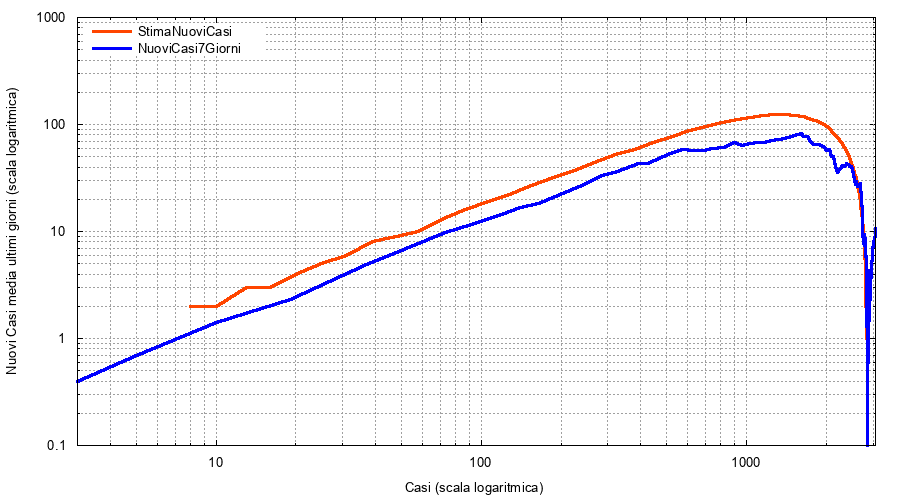 1000
StimaNuoviCasi
NuoviCasi7Giorni
100
10
1
0.1
Nuovi Casi media ultimi giorni (scala logaritmica)
10 100 1000
Casi (scala logaritmica)